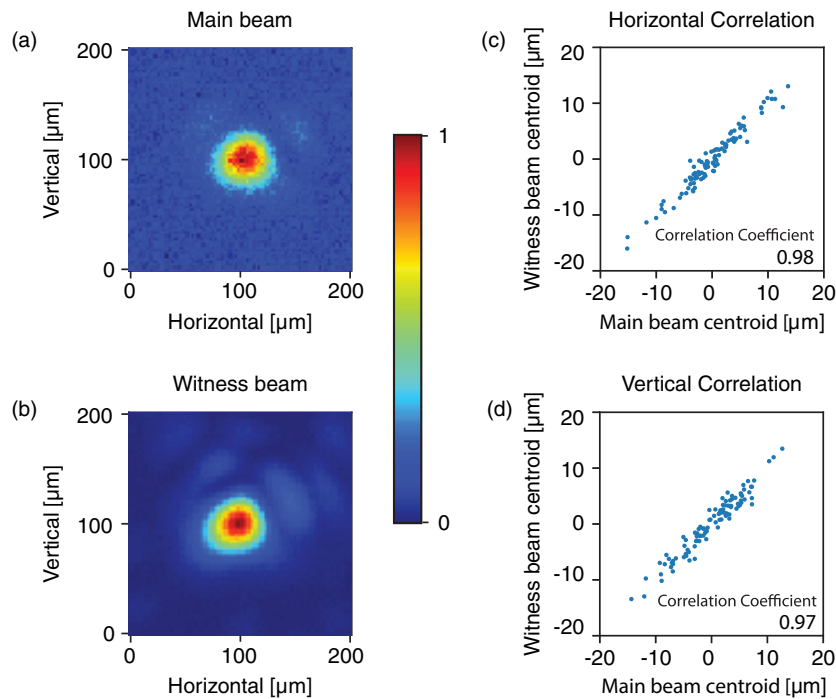 (a)
Main beam
200
100
0
Vertical [µm]
0 100 200
Horizontal [µm]
(b)
Witness beam
200
100
0
Vertical [µm]
0 100 200
Horizontal [µm]
1
0
(c)
Horizontal Correlation
20
10
0
-10
-20
Witness beam centroid [µm]
Correlation Coefficient
0.98
-20 -10 0 10 20
Main beam centroid [µm]
(d)
Vertical Correlation
20
10
0
-10
-20
Witness beam centroid [µm]
Correlation Coefficient
0.97
-20 -10 0 10 20
Main beam centroid [µm]